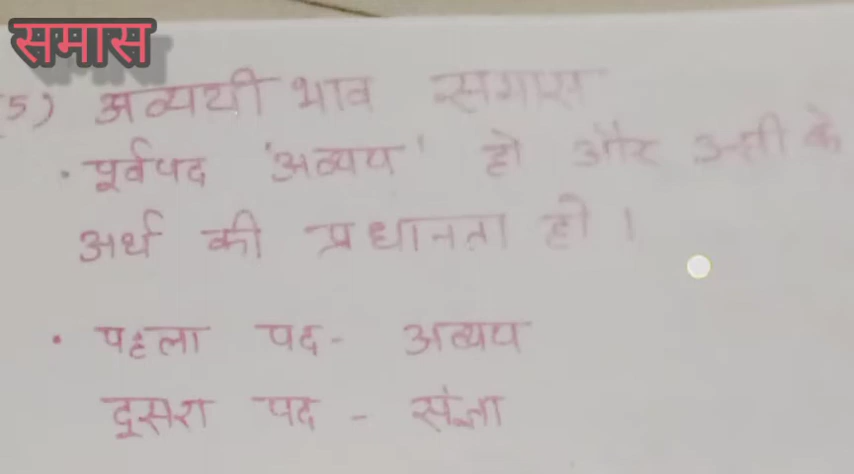 समास
(5) अव्ययी भाव समास
• पूर्वपद 'अव्यय' हो और उसी के
अर्थ की प्रधानता हो।
• पहला पद - अव्यय
दूसरा पद - संज्ञा